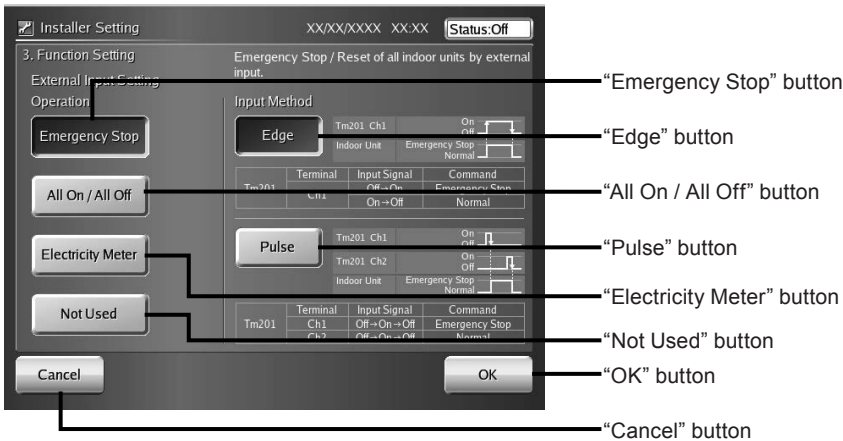 Installer Setting XX/XX/XXXX XX:XX Status:Off
3. Function Setting
External Input Setting
Operation
Emergency Stop
All On / All Off
Electricity Meter
Not Used
Emergency Stop / Reset of all indoor units by external
input.
Input Method
Edge
Tm201 Ch1 On
Off
Indoor Unit Emergency Stop
Normal
Terminal Input Signal Command
Tm201 Ch1 Off→On Emergency Stop
On→Off Normal
Pulse
Tm201 Ch1 On
Off
Tm201 Ch2 On
Off
Indoor Unit Emergency Stop
Normal
Terminal Input Signal Command
Tm201 Ch1 Off→On→Off Emergency Stop
Ch2 Off→On→Off Normal
Cancel OK
“Emergency Stop” button
“Edge” button
“All On / All Off” button
“Pulse” button
“Electricity Meter” button
“Not Used” button
“OK” button
“Cancel” button